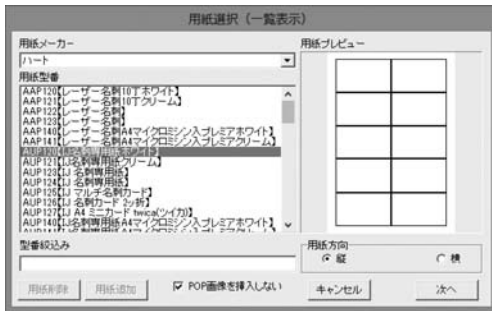 用紙選択（一覧表示）
用紙メーカー
ハート
用紙型番
AAP120【レーザー名刺10丁ホワイト】
AAP121【レーザー名刺10丁クリーム】
AAP122【レーザー名刺】
AAP123【レーザー名刺】
AAP140【レーザー名刺A4マイクロミシン入プレミアホワイト】
AAP141【レーザー名刺A4マイクロミシン入プレミアクリーム】
AUP120【IJ名刺専用紙ホワイト】
AUP121【IJ名刺専用紙クリーム】
AUP123【IJ 名刺専用紙】
AUP124【IJ 名刺専用紙】
AUP125【IJ マルチ名刺カード】
AUP126【IJ 名刺カード 2ッ折】
AUP127【IJ A4 ミニカード twica(ツイカ)】
AUP140【IJ名刺専用紙A4マイクロミシン入プレミアホワイト】
型番絞込み
用紙削除
用紙追加
POP画像を挿入しない
用紙プレビュー
用紙方向
縦
横
キャンセル
次へ